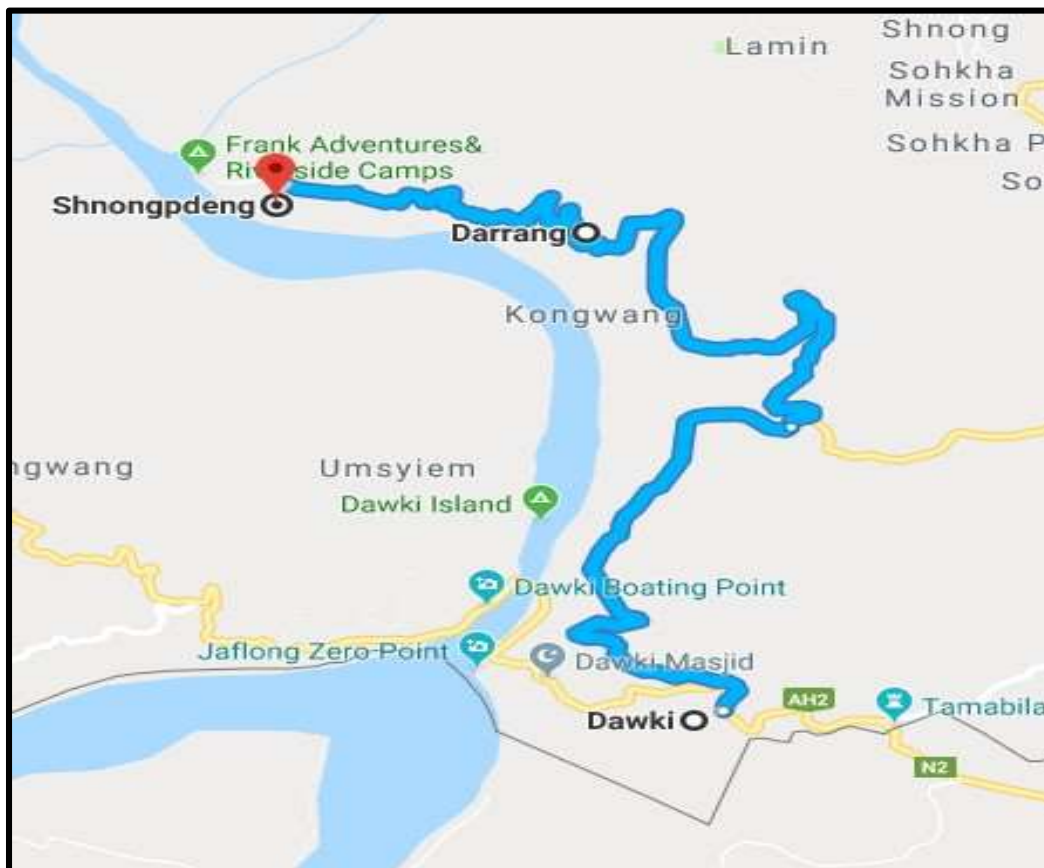 Shnong
Lamin
Sohkha
Mission
Sohkha P
So
Frank Adventures&
Riverside Camps
Shnongpdeng
Darrang
Kongwang
ngwang
Umsyiem
Dawki Island
Dawki Boating Point
Jaflong Zero-Point
Dawki Masjid
Dawki
AH2
Tamabila
N2